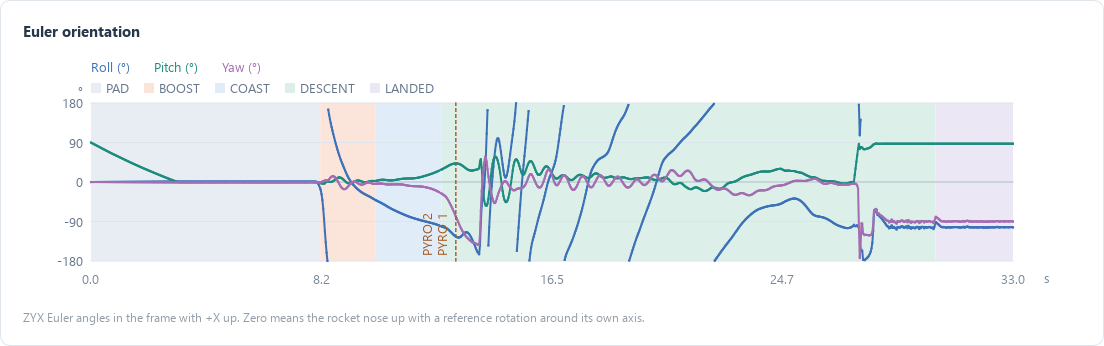 Euler orientation
Roll (°) Pitch (°) Yaw (°)
° PAD BOOST COAST DESCENT LANDED
180
90
0
-90
-180
PYRO 2
PYRO 1
0.0 8.2 16.5 24.7 33.0 s
ZYX Euler angles in the frame with +X up. Zero means the rocket nose up with a reference rotation around its own axis.